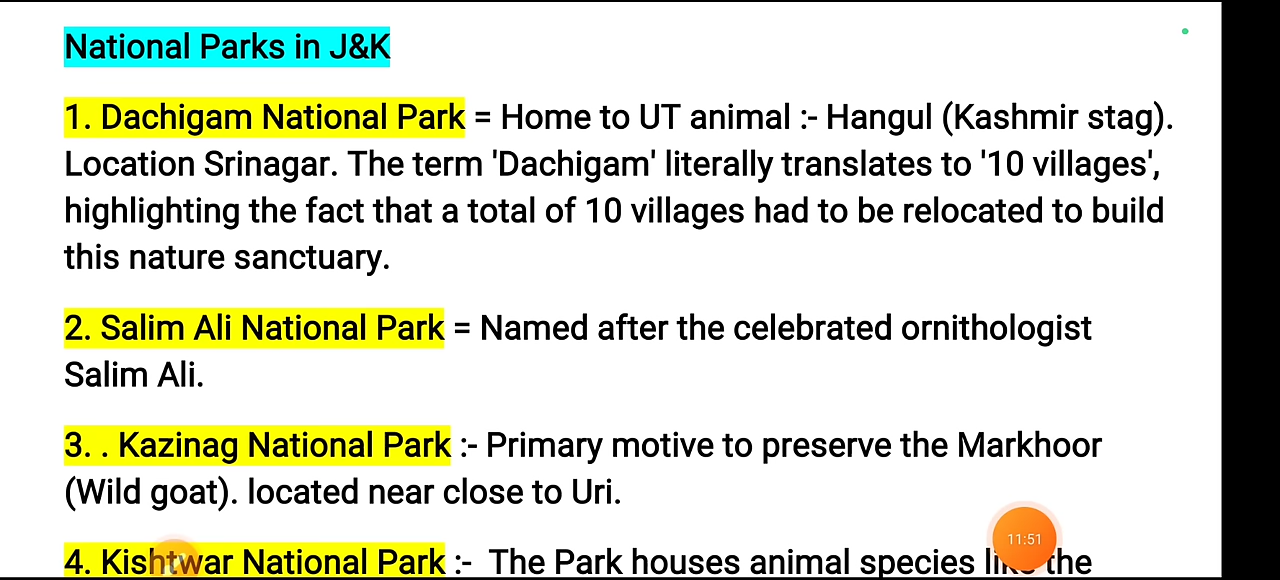 National Parks in J&K
1. Dachigam National Park = Home to UT animal :- Hangul (Kashmir stag).
Location Srinagar. The term 'Dachigam' literally translates to '10 villages',
highlighting the fact that a total of 10 villages had to be relocated to build
this nature sanctuary.
2. Salim Ali National Park = Named after the celebrated ornithologist
Salim Ali.
3. . Kazinag National Park :- Primary motive to preserve the Markhoor
(Wild goat). located near close to Uri.
11:51
4. Kishtwar National Park :- The Park houses animal species like the